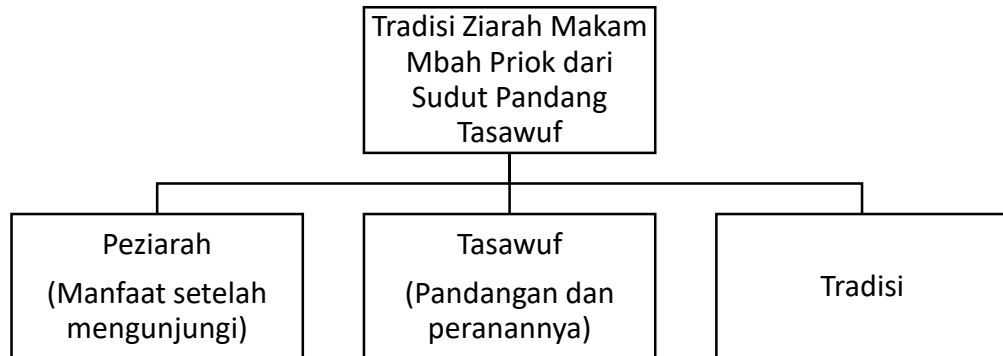 Tradisi Ziarah Makam
Mbah Priok dari
Sudut Pandang
Tasawuf
Peziarah
(Manfaat setelah
mengunjungi)
Tasawuf
(Pandangan dan
peranannya)
Tradisi